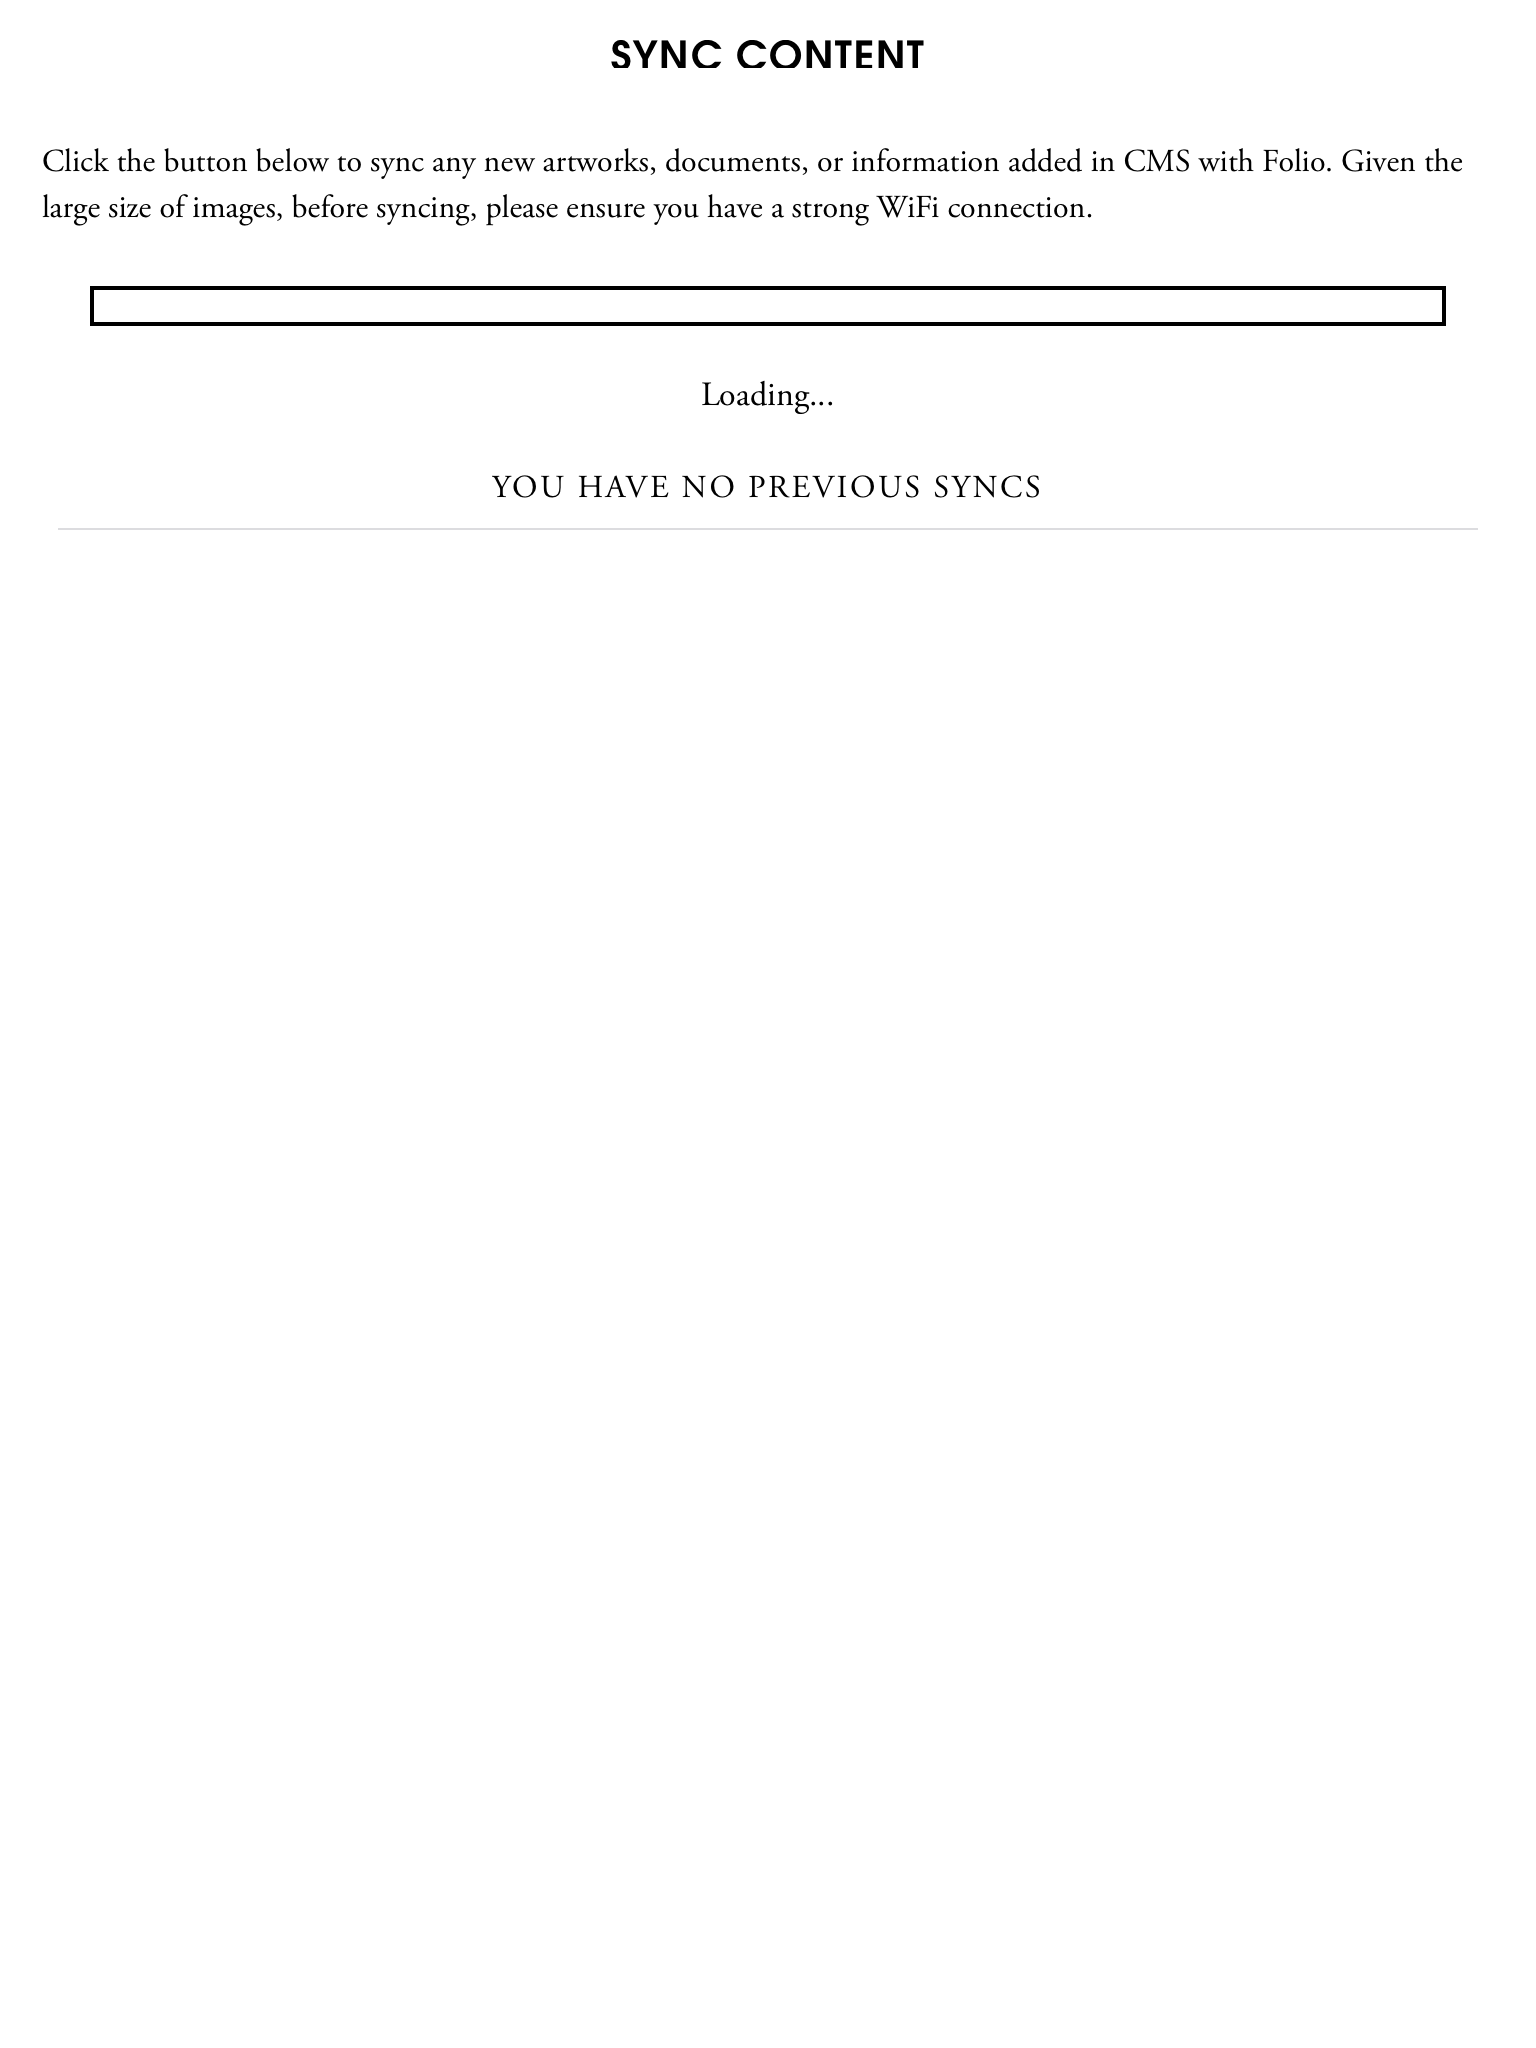 SYNC CONTENT
Click the button below to sync any new artworks, documents, or information added in CMS with Folio. Given the
large size of images, before syncing, please ensure you have a strong WiFi connection.
Loading...
YOU HAVE NO PREVIOUS SYNCS